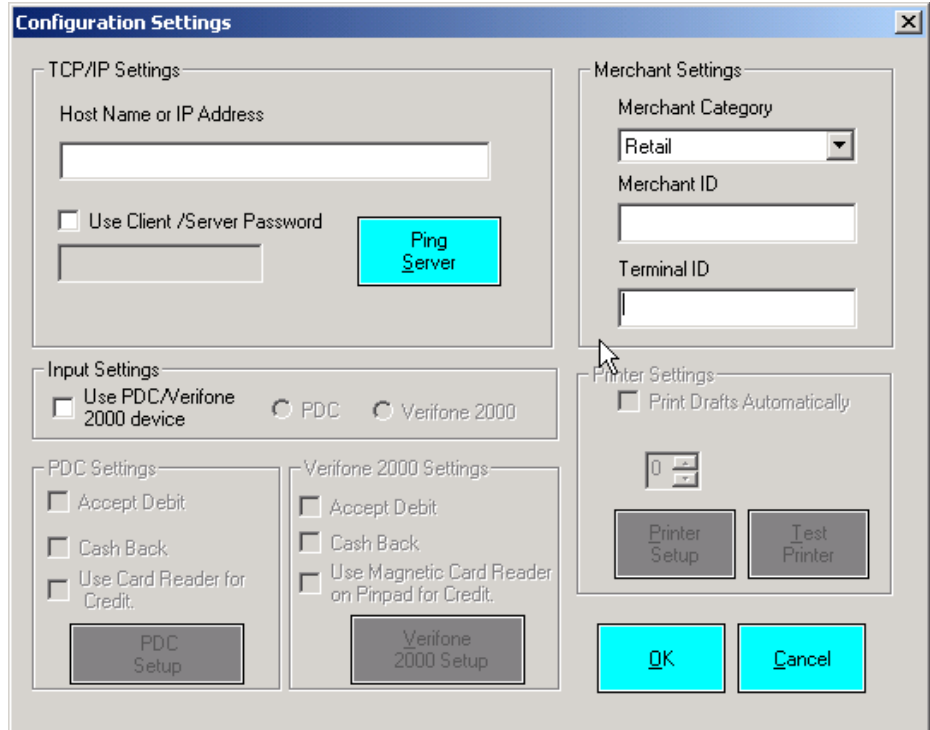 Configuration Settings
TCP/IP Settings
Host Name or IP Address
Use Client /Server Password
Ping
Server
Merchant Settings
Merchant Category
Retail
Merchant ID
Terminal ID
Input Settings
Use PDC/Verifone
2000 device
PDC
Verifone 2000
PDC Settings
Accept Debit
Cash Back
Use Card Reader for
Credit.
PDC
Setup
Verifone 2000 Settings
Accept Debit
Cash Back
Use Magnetic Card Reader
on Pinpad for Credit.
Verifone
2000 Setup
Printer Settings
Print Drafts Automatically
0
Printer
Setup
Test
Printer
OK
Cancel